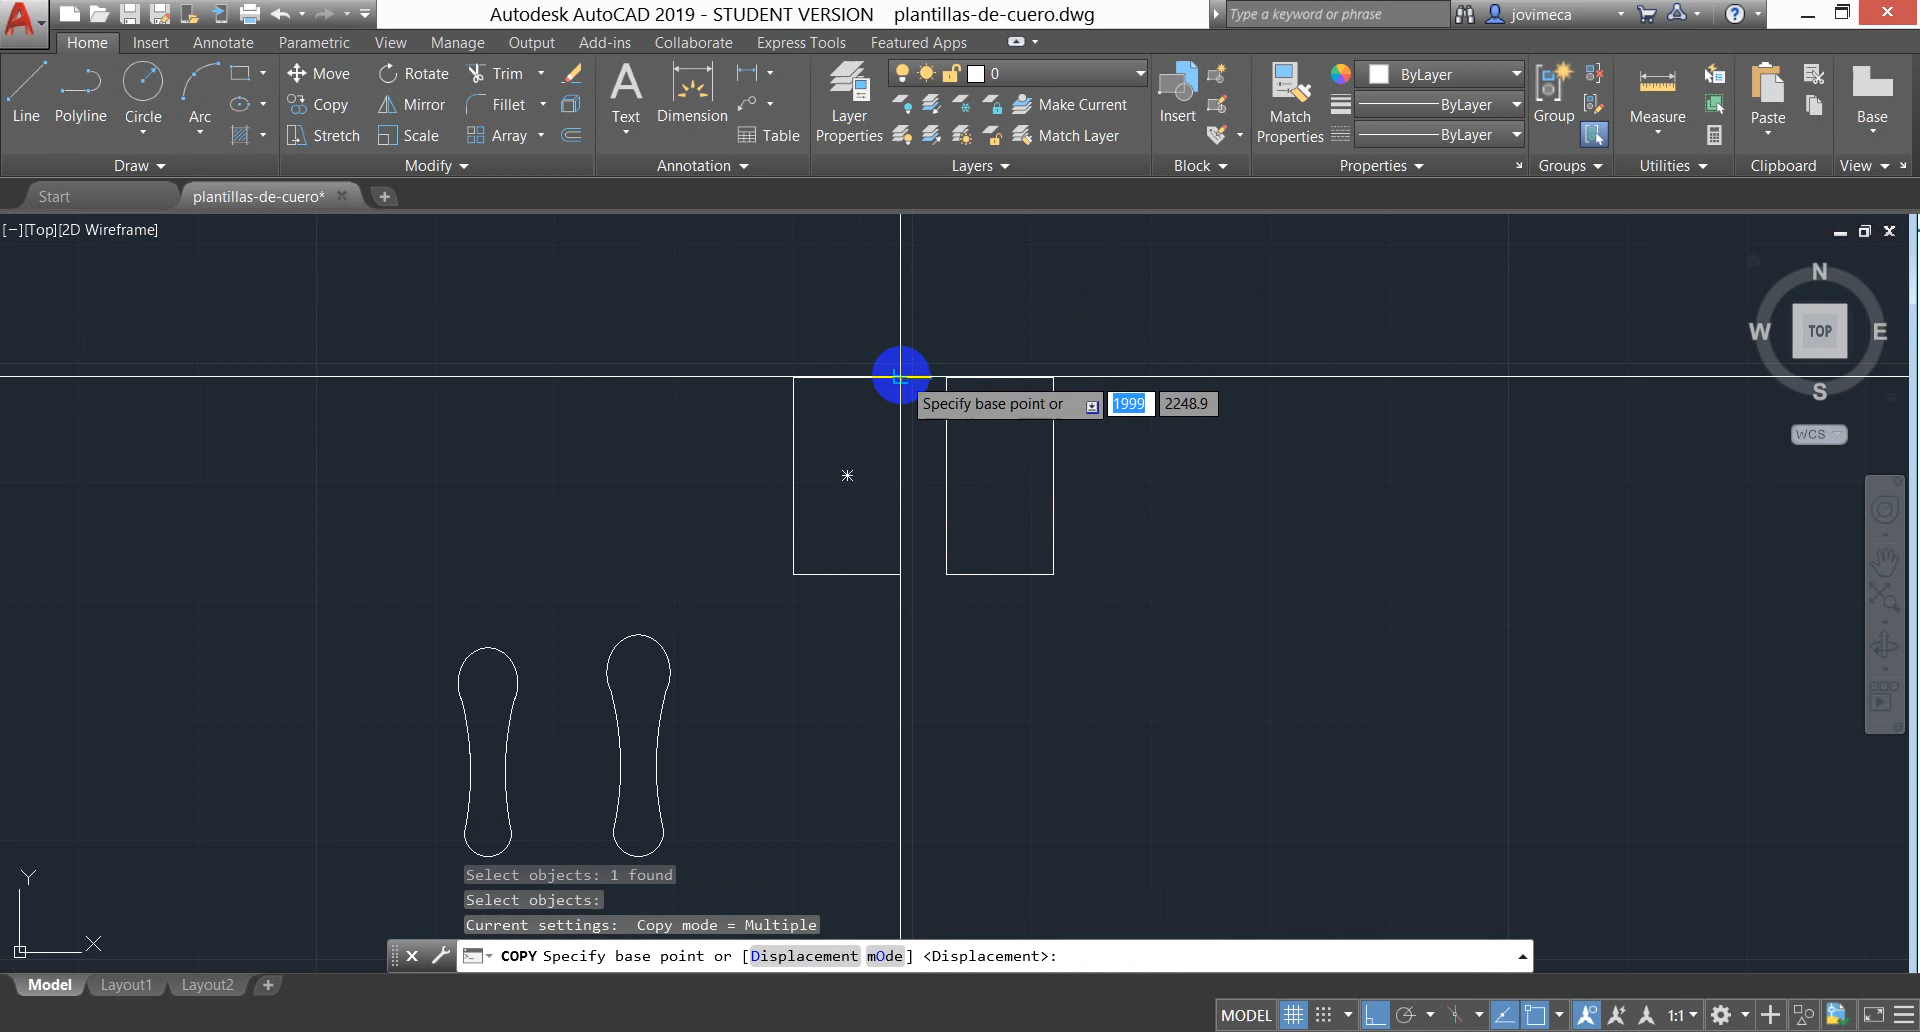 Autodesk AutoCAD 2019 - STUDENT VERSION plantillas-de-cuero.dwg
Type a keyword or phrase
jovimeca
Home Insert Annotate Parametric View Manage Output Add-ins Collaborate Express Tools Featured Apps
Line Polyline Circle Arc
Move Rotate Trim
Copy Mirror Fillet
Stretch Scale Array
Text Dimension Table
Layer Properties
0
Make Current
Match Layer
Insert
Match Properties
ByLayer
ByLayer
ByLayer
Group
Measure
Paste
Base
Draw Modify Annotation Layers Block Properties Groups Utilities Clipboard View
Start plantillas-de-cuero*
[−][Top][2D Wireframe]
N
W TOP E
S
WCS
Specify base point or 1999 2248.9
Y
X
Select objects: 1 found
Select objects:
Current settings: Copy mode = Multiple
COPY Specify base point or [Displacement mOde] <Displacement>:
Model Layout1 Layout2
MODEL 1:1